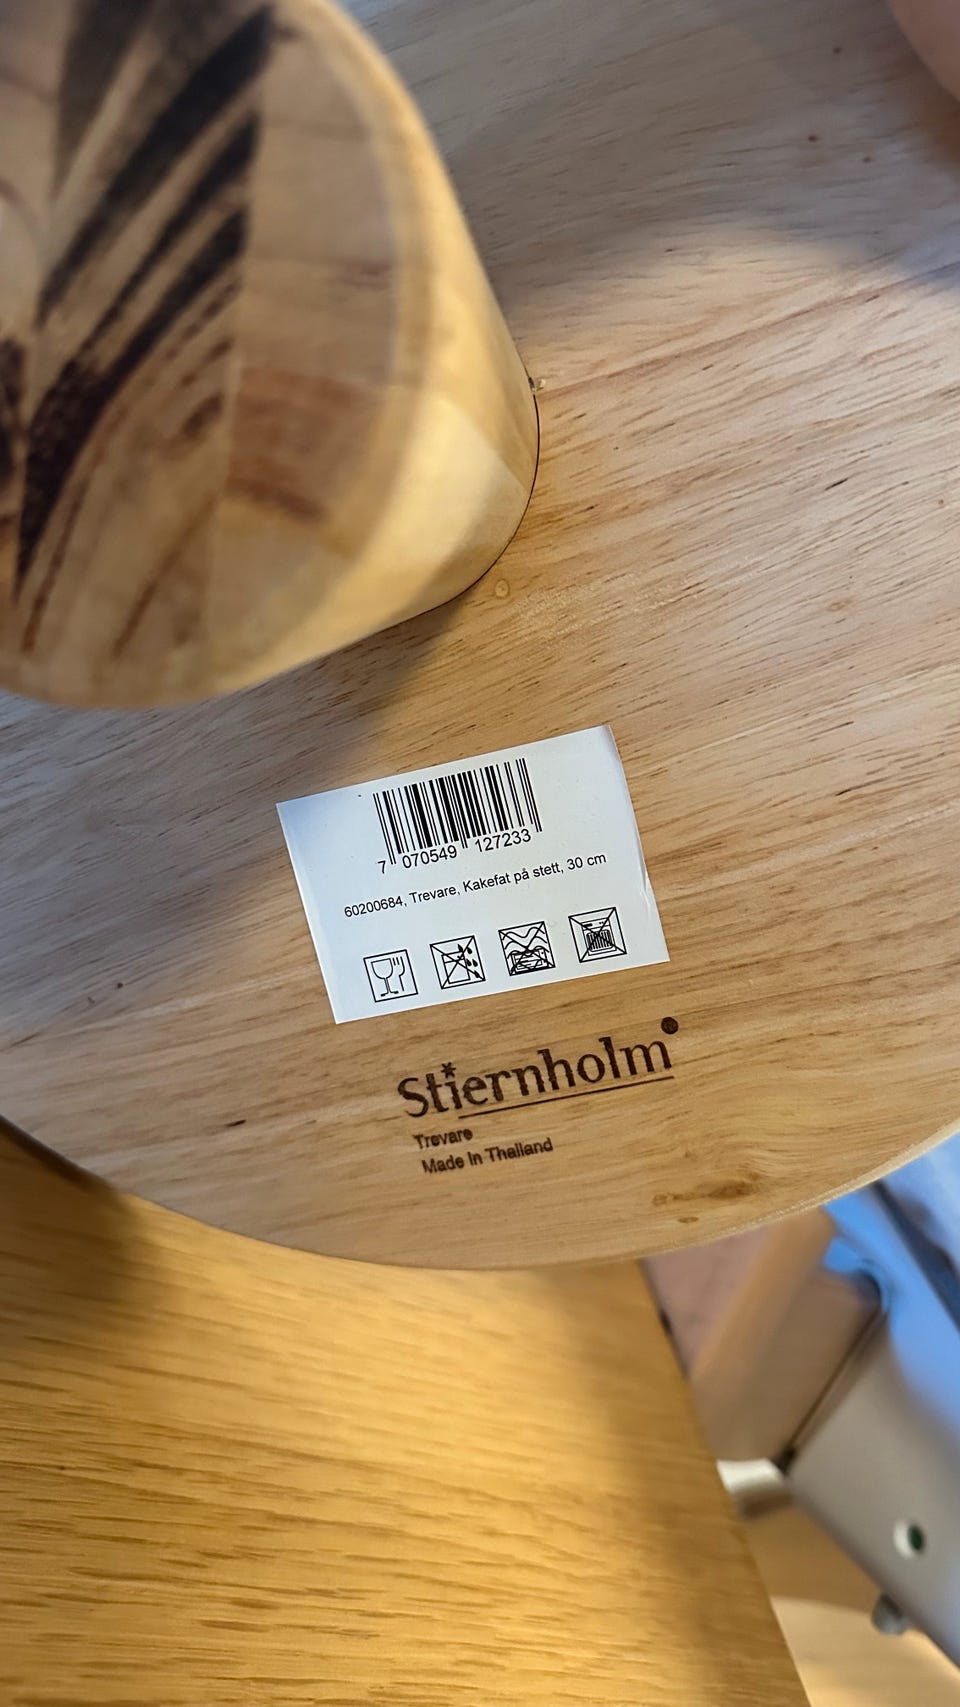 7 070549 127233
60200684, Trevare, Kakefat på stett, 30 cm
Stiernholm®
Trevare
Made In Thailand